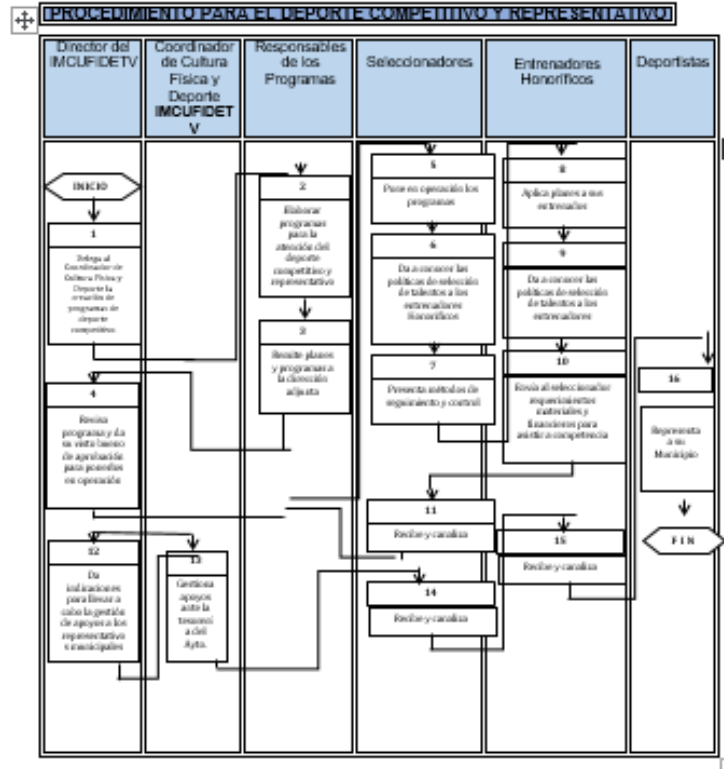 PROCEDIMIENTO PARA EL DEPORTE COMPETITIVO Y REPRESENTATIVO
Director del
IMCUFIDETV
Coordinador
de Cultura
Física y
Deporte
IMCUFIDET
V
Responsables
de los
Programas
Seleccionadores
Entrenadores
Honoríficos
Deportistas
INICIO
1
Delega al
Coordinador de
Cultura Física y
Deporte la
creación de
programas de
deporte
competitivo
2
Elaborar
programas
para la
atención del
deporte
competitivo y
representativo
3
Remite planes
y programas a
la dirección
adjunta
4
Revisa
programa y da
su visto bueno
de aprobación
para ponerlos
en operación
5
Pone en operación los
programas
6
Da a conocer las
políticas de selección
de talentos a los
entrenadores
Honoríficos
7
Presenta métodos de
seguimiento y control
8
Aplica planes a sus
entrenador
9
Da a conocer las
políticas de selección
de talentos a los
entrenadores
10
Envía al seleccionador
requerimientos
materiales y
financieros para
asistir a competencia
11
Recibe y canaliza
12
Da
indicaciones
para llevar a
cabo la gestión
de apoyos a los
representativo
s municipales
13
Gestiona
apoyos
ante la
tesorerí
a del
Ayto.
14
Recibe y canaliza
15
Recibe y canaliza
16
Representa
a su
Municipio
FIN